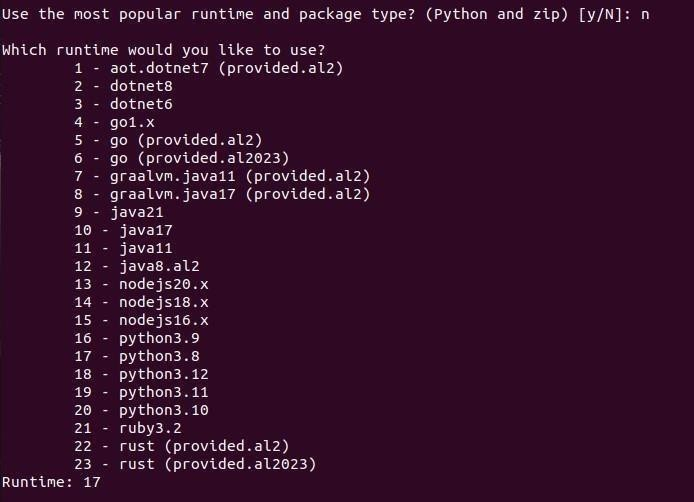 Use the most popular runtime and package type? (Python and zip) [y/N]: n
Which runtime would you like to use?
1 - aot.dotnet7 (provided.al2)
2 - dotnet8
3 - dotnet6
4 - go1.x
5 - go (provided.al2)
6 - go (provided.al2023)
7 - graalvm.java11 (provided.al2)
8 - graalvm.java17 (provided.al2)
9 - java21
10 - java17
11 - java11
12 - java8.al2
13 - nodejs20.x
14 - nodejs18.x
15 - nodejs16.x
16 - python3.9
17 - python3.8
18 - python3.12
19 - python3.11
20 - python3.10
21 - ruby3.2
22 - rust (provided.al2)
23 - rust (provided.al2023)
Runtime: 17